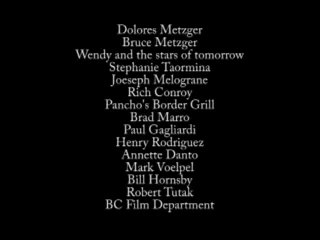 Dolores Metzger
Bruce Metzger
Wendy and the stars of tomorrow
Stephanie Taormina
Joeseph Melograne
Rich Conroy
Pancho's Border Grill
Brad Marro
Paul Gagliardi
Henry Rodriguez
Annette Danto
Mark Voelpel
Bill Hornsby
Robert Tutak
BC Film Department